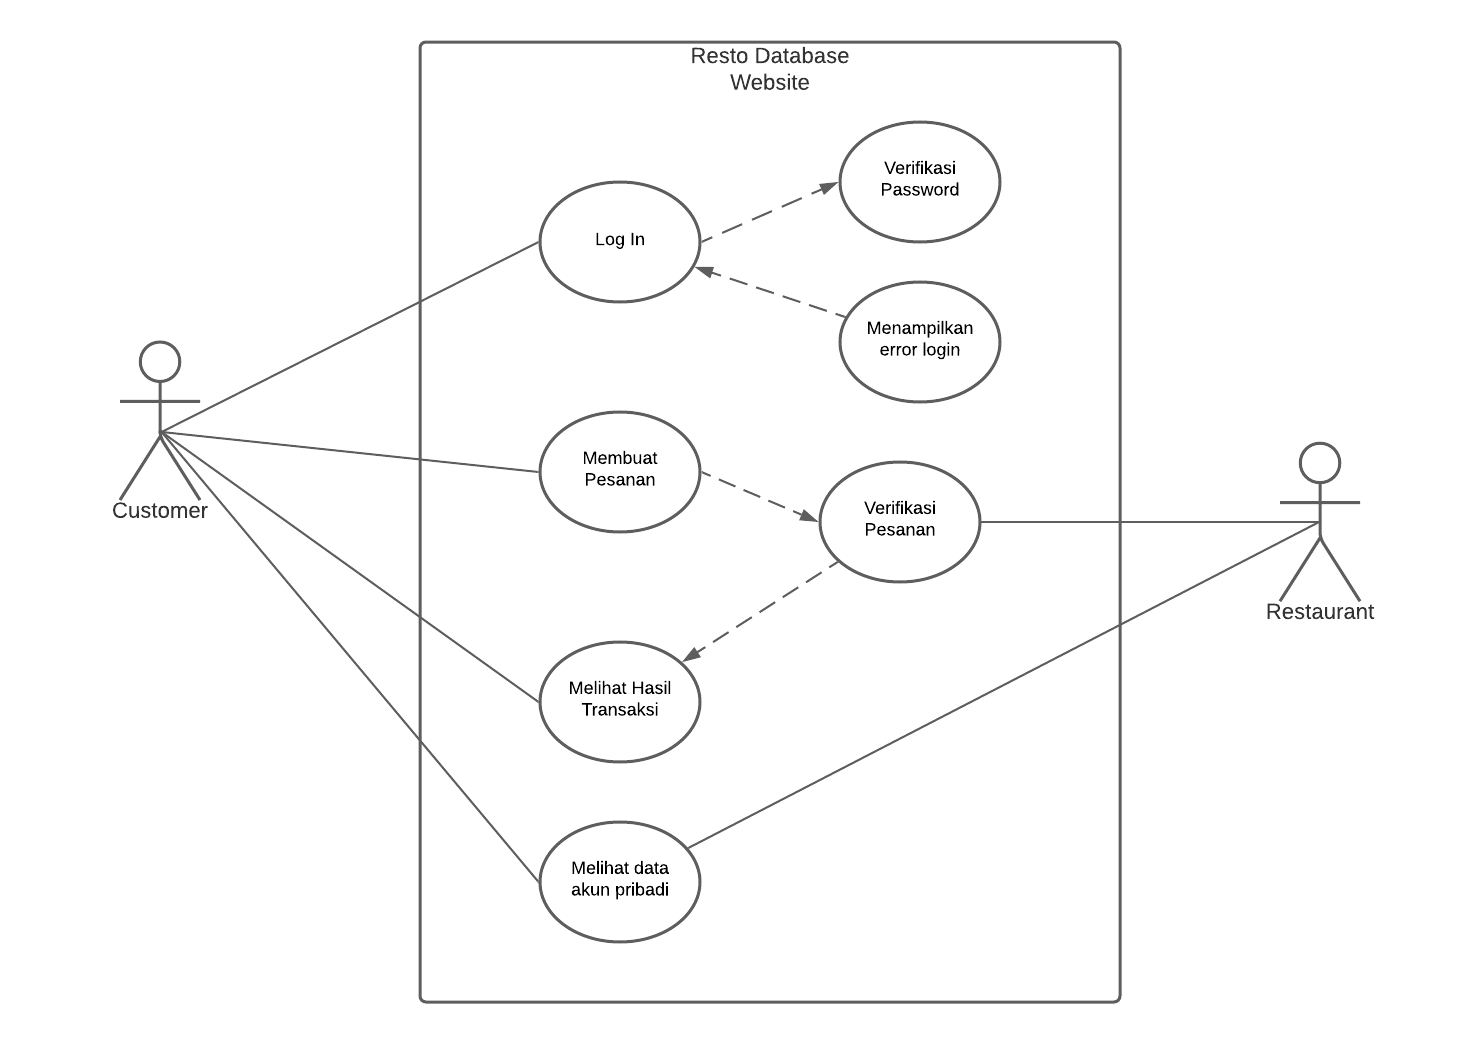 Resto Database
Website
Verifikasi
Password
Log In
Menampilkan
error login
Membuat
Pesanan
Customer
Verifikasi
Pesanan
Restaurant
Melihat Hasil
Transaksi
Melihat data
akun pribadi